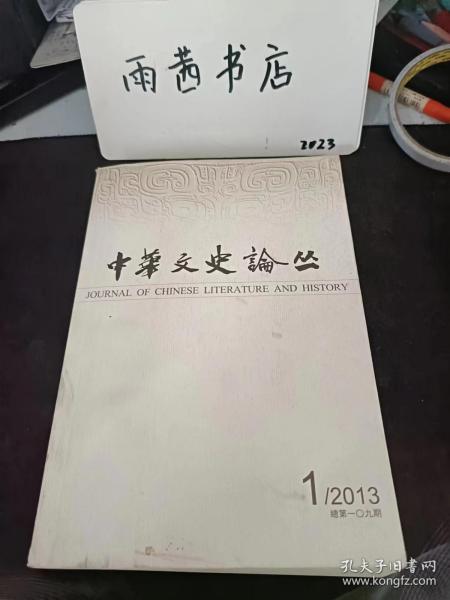 雨茜书店
2023
中華文史論丛
JOURNAL OF CHINESE LITERATURE AND HISTORY
1/2013
總第一〇九期
孔夫子旧书网
www.kongfz.com